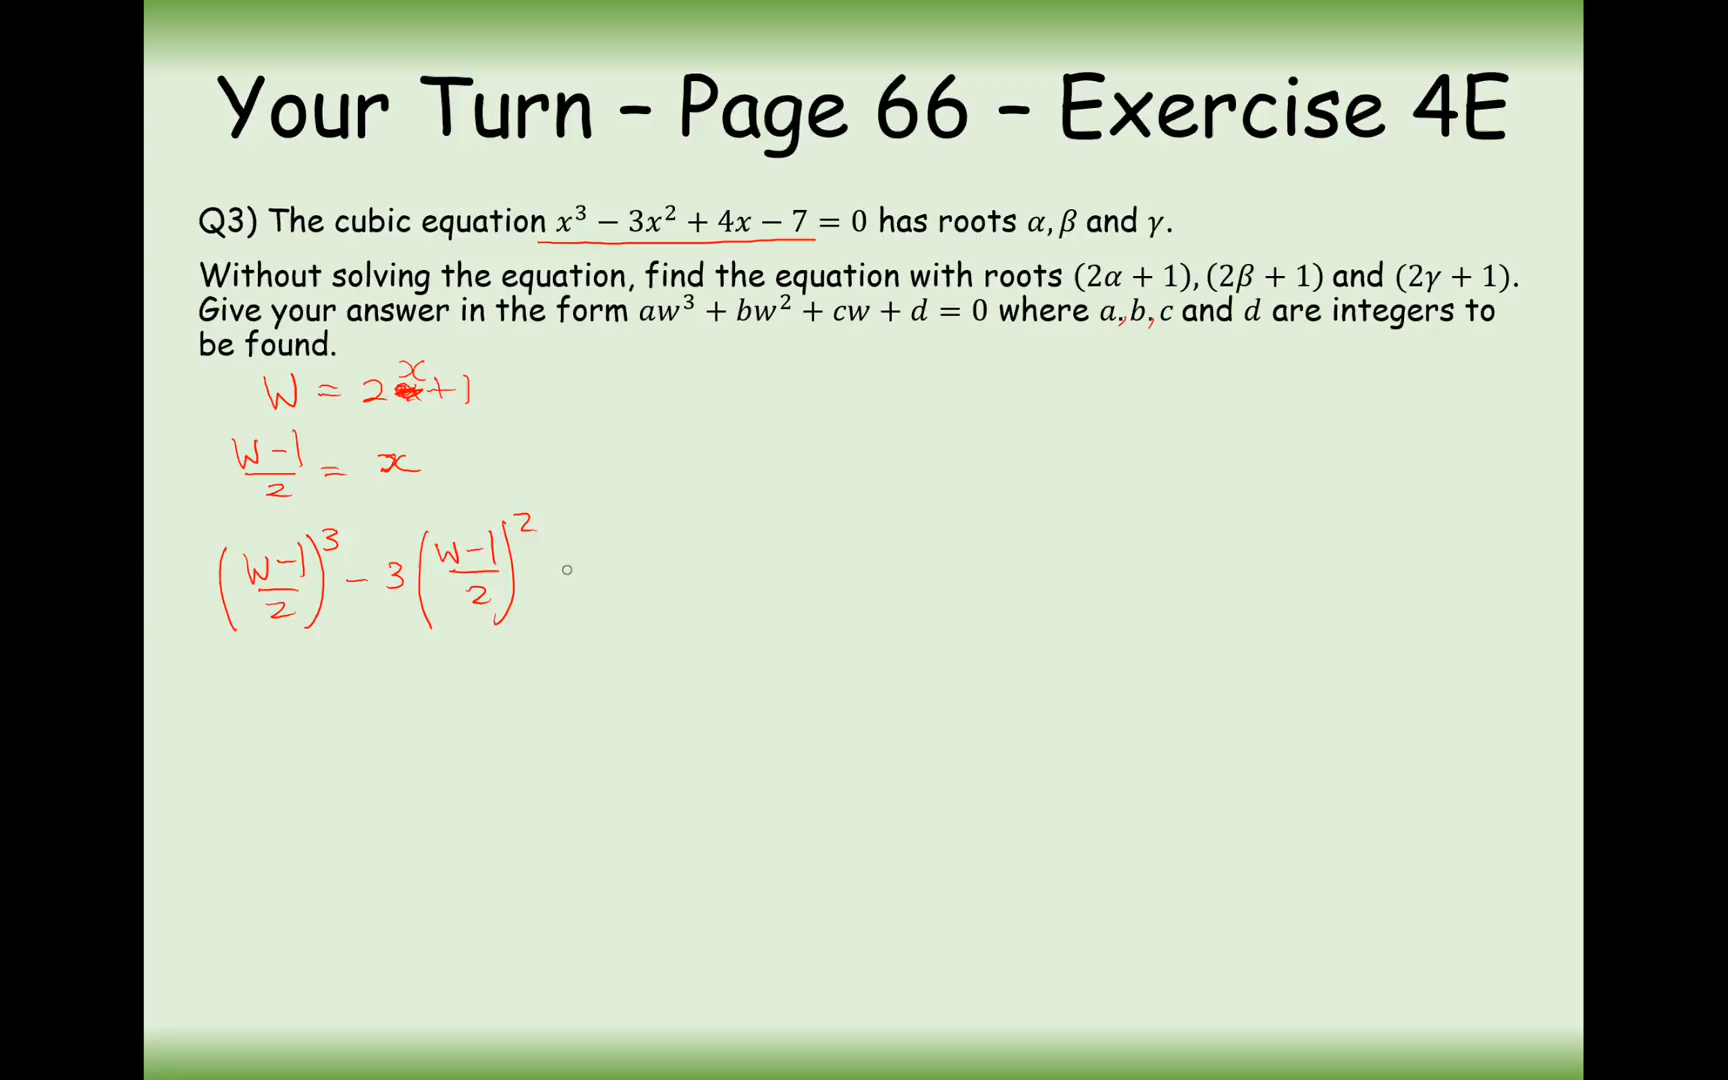 Your Turn – Page 66 – Exercise 4E
Q3) The cubic equation x³ − 3x² + 4x − 7 = 0 has roots α, β and γ.
Without solving the equation, find the equation with roots (2α + 1), (2β + 1) and (2γ + 1).
Give your answer in the form aw³ + bw² + cw + d = 0 where a, b, c and d are integers to
be found.
W = 2x + 1
(W − 1)/2 = x
((W − 1)/2)³ − 3((W − 1)/2)²